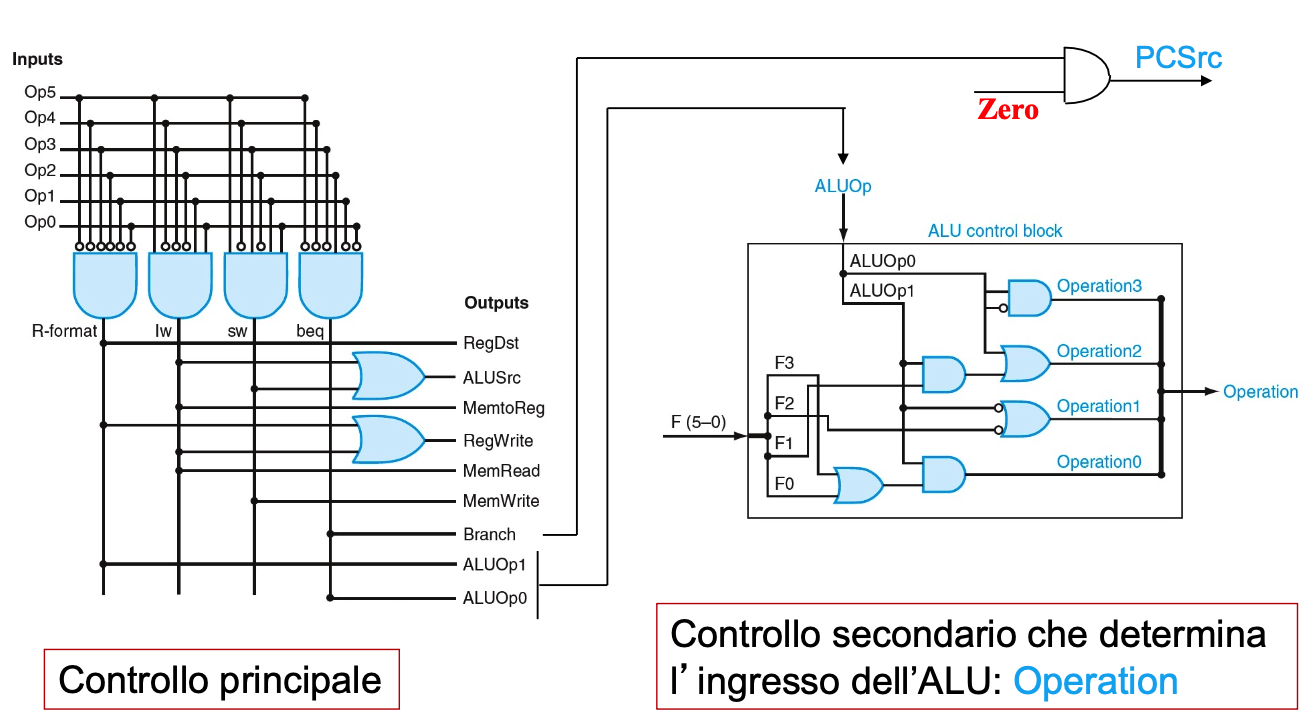 Inputs
Op5
Op4
Op3
Op2
Op1
Op0
R-format
lw
sw
beq
Outputs
RegDst
ALUSrc
MemtoReg
RegWrite
MemRead
MemWrite
Branch
ALUOp1
ALUOp0
Controllo principale
PCSrc
Zero
ALUOp
ALU control block
ALUOp0
ALUOp1
Operation3
Operation2
Operation1
Operation0
F3
F2
F1
F0
F (5–0)
Operation
Controllo secondario che determina
l’ingresso dell’ALU: Operation